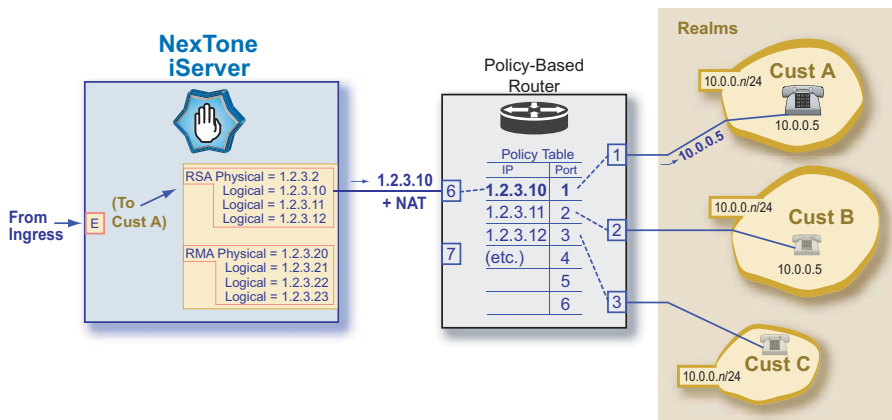 NexTone
iServer
From
Ingress
E
(To
Cust A)
RSA Physical = 1.2.3.2
Logical = 1.2.3.10
Logical = 1.2.3.11
Logical = 1.2.3.12
RMA Physical = 1.2.3.20
Logical = 1.2.3.21
Logical = 1.2.3.22
Logical = 1.2.3.23
1.2.3.10
+ NAT
Policy-Based
Router
6
7
Policy Table
IP Port
1.2.3.10 1
1.2.3.11 2
1.2.3.12 3
(etc.) 4
5
6
1
2
3
10.0.0.5
Realms
10.0.0.n/24
Cust A
10.0.0.5
10.0.0.n/24
Cust B
10.0.0.5
Cust C
10.0.0.n/24